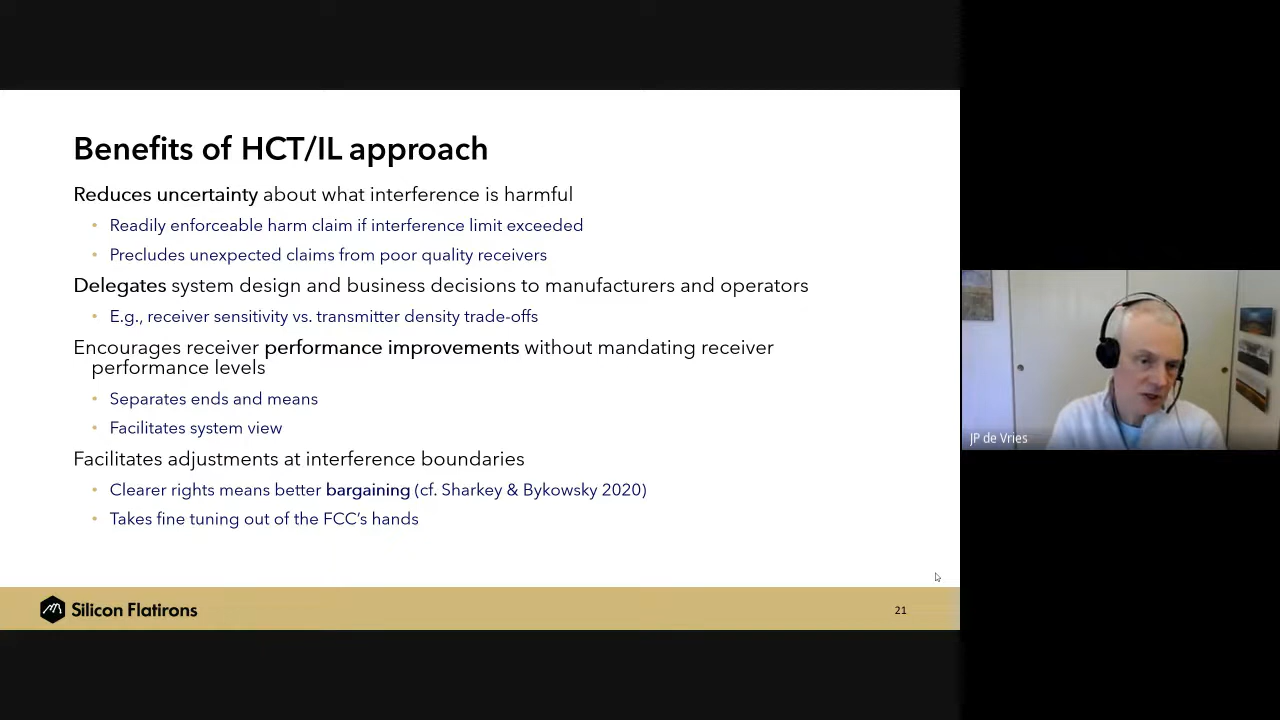 Benefits of HCT/IL approach
Reduces uncertainty about what interference is harmful
• Readily enforceable harm claim if interference limit exceeded
• Precludes unexpected claims from poor quality receivers
Delegates system design and business decisions to manufacturers and operators
• E.g., receiver sensitivity vs. transmitter density trade-offs
Encourages receiver performance improvements without mandating receiver
performance levels
• Separates ends and means
• Facilitates system view
Facilitates adjustments at interference boundaries
• Clearer rights means better bargaining (cf. Sharkey & Bykowsky 2020)
• Takes fine tuning out of the FCC's hands
Silicon Flatirons
21
JP de Vries